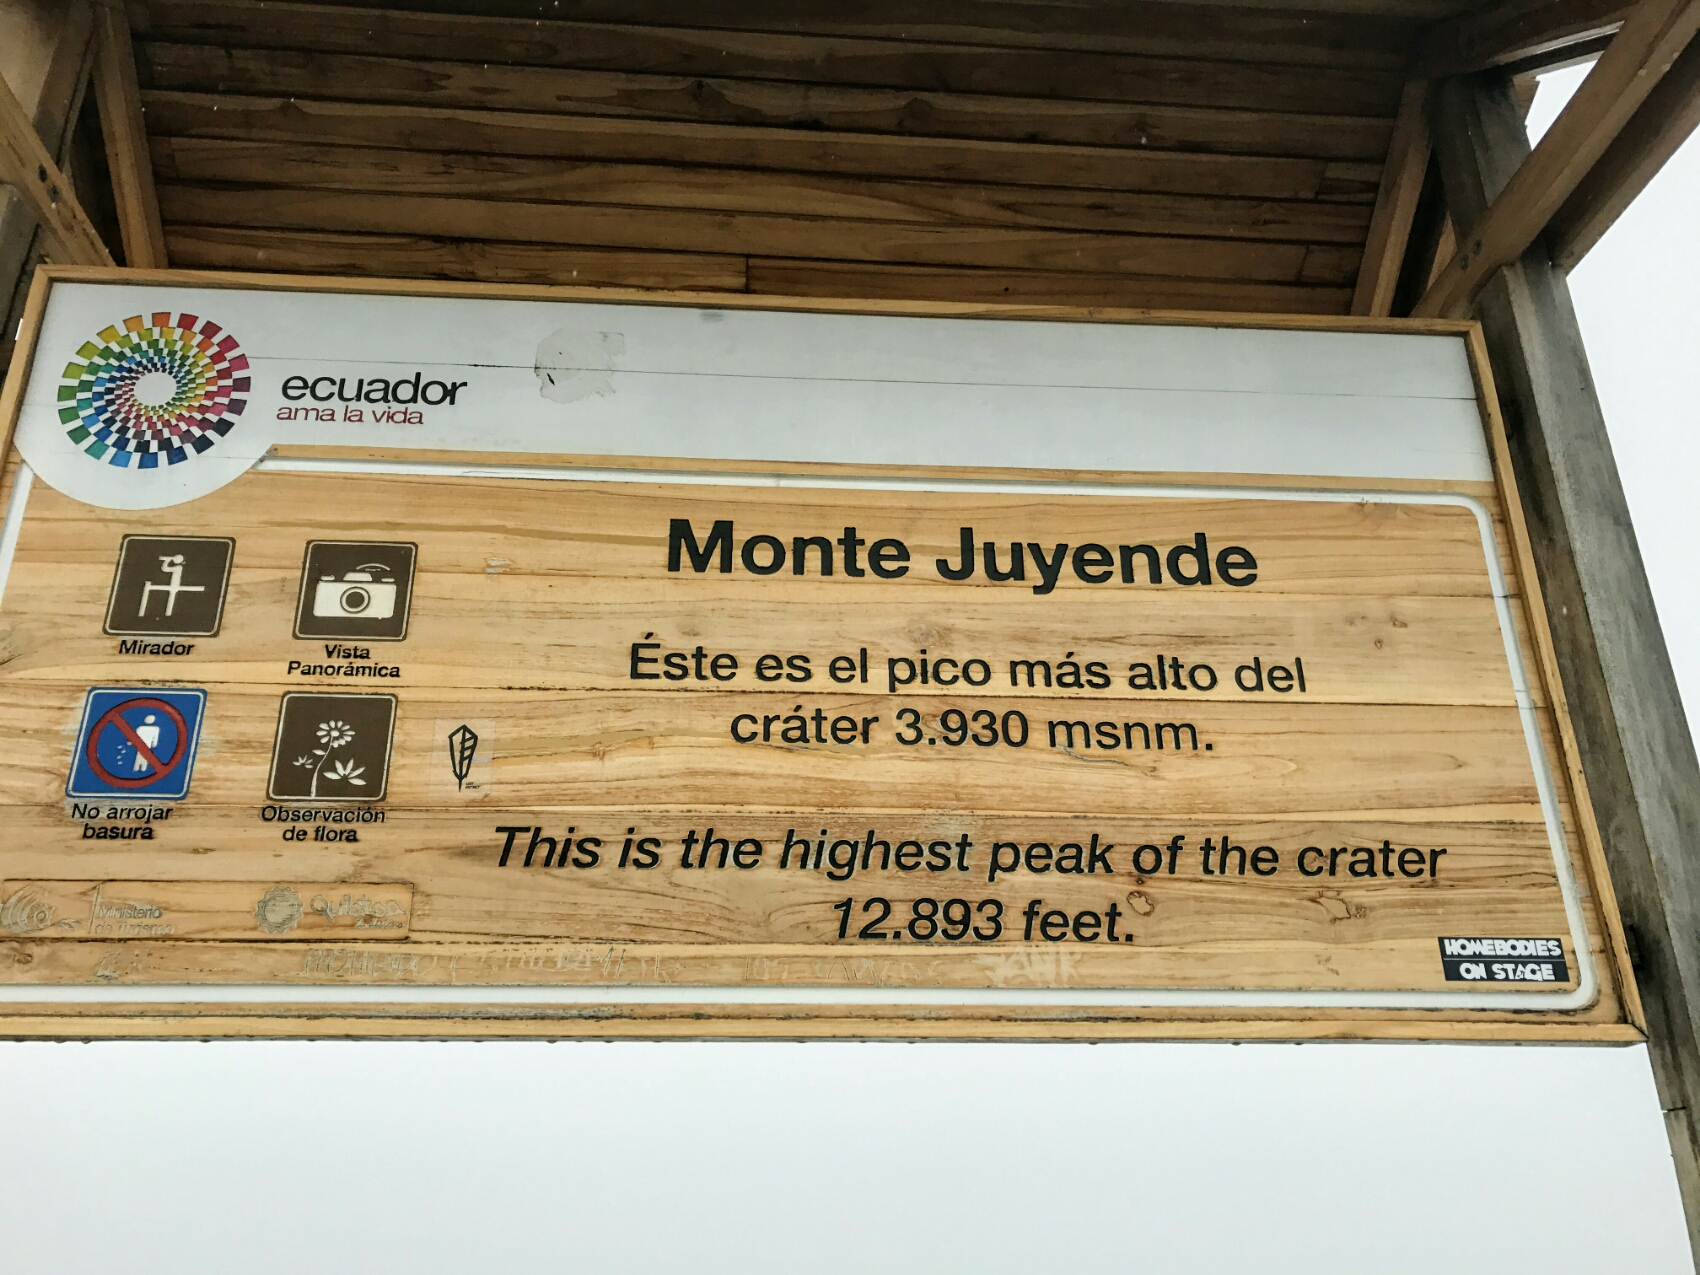 ecuador
ama la vida
Monte Juyende
Mirador
Vista
Panorámica
Éste es el pico más alto del
cráter 3.930 msnm.
No arrojar
basura
Observación
de flora
This is the highest peak of the crater
12.893 feet.
Ministerio
de Turismo
Quilotoa
HOMEBODIES
ON STAGE